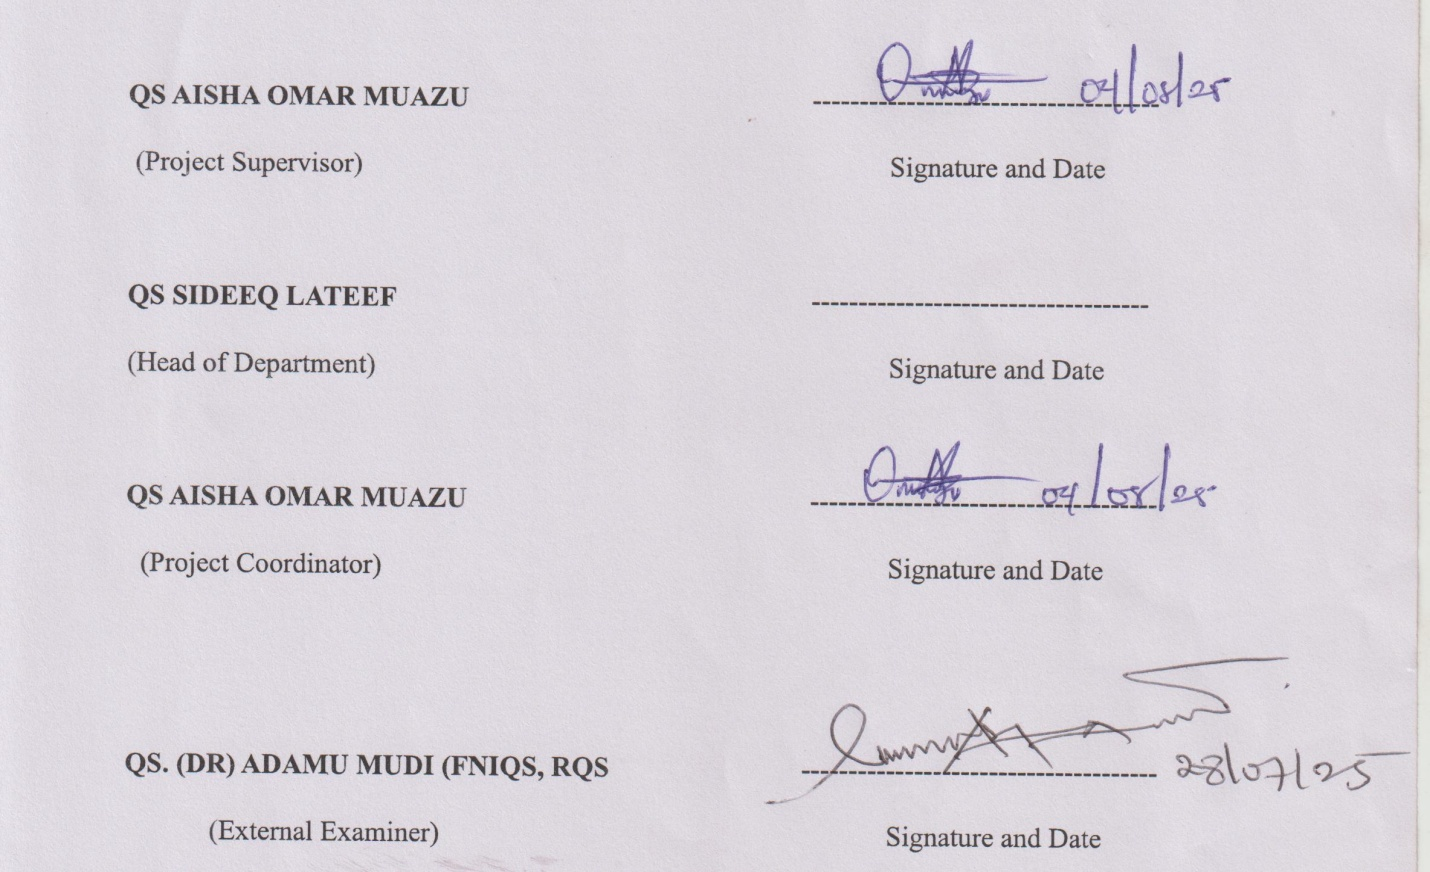 QS AISHA OMAR MUAZU ---------------------------------- 04/08/25
(Project Supervisor) Signature and Date
QS SIDEEQ LATEEF ----------------------------------
(Head of Department) Signature and Date
QS AISHA OMAR MUAZU ---------------------------------- 04/08/25
(Project Coordinator) Signature and Date
QS. (DR) ADAMU MUDI (FNIQS, RQS ---------------------------------- 28/07/25
(External Examiner) Signature and Date